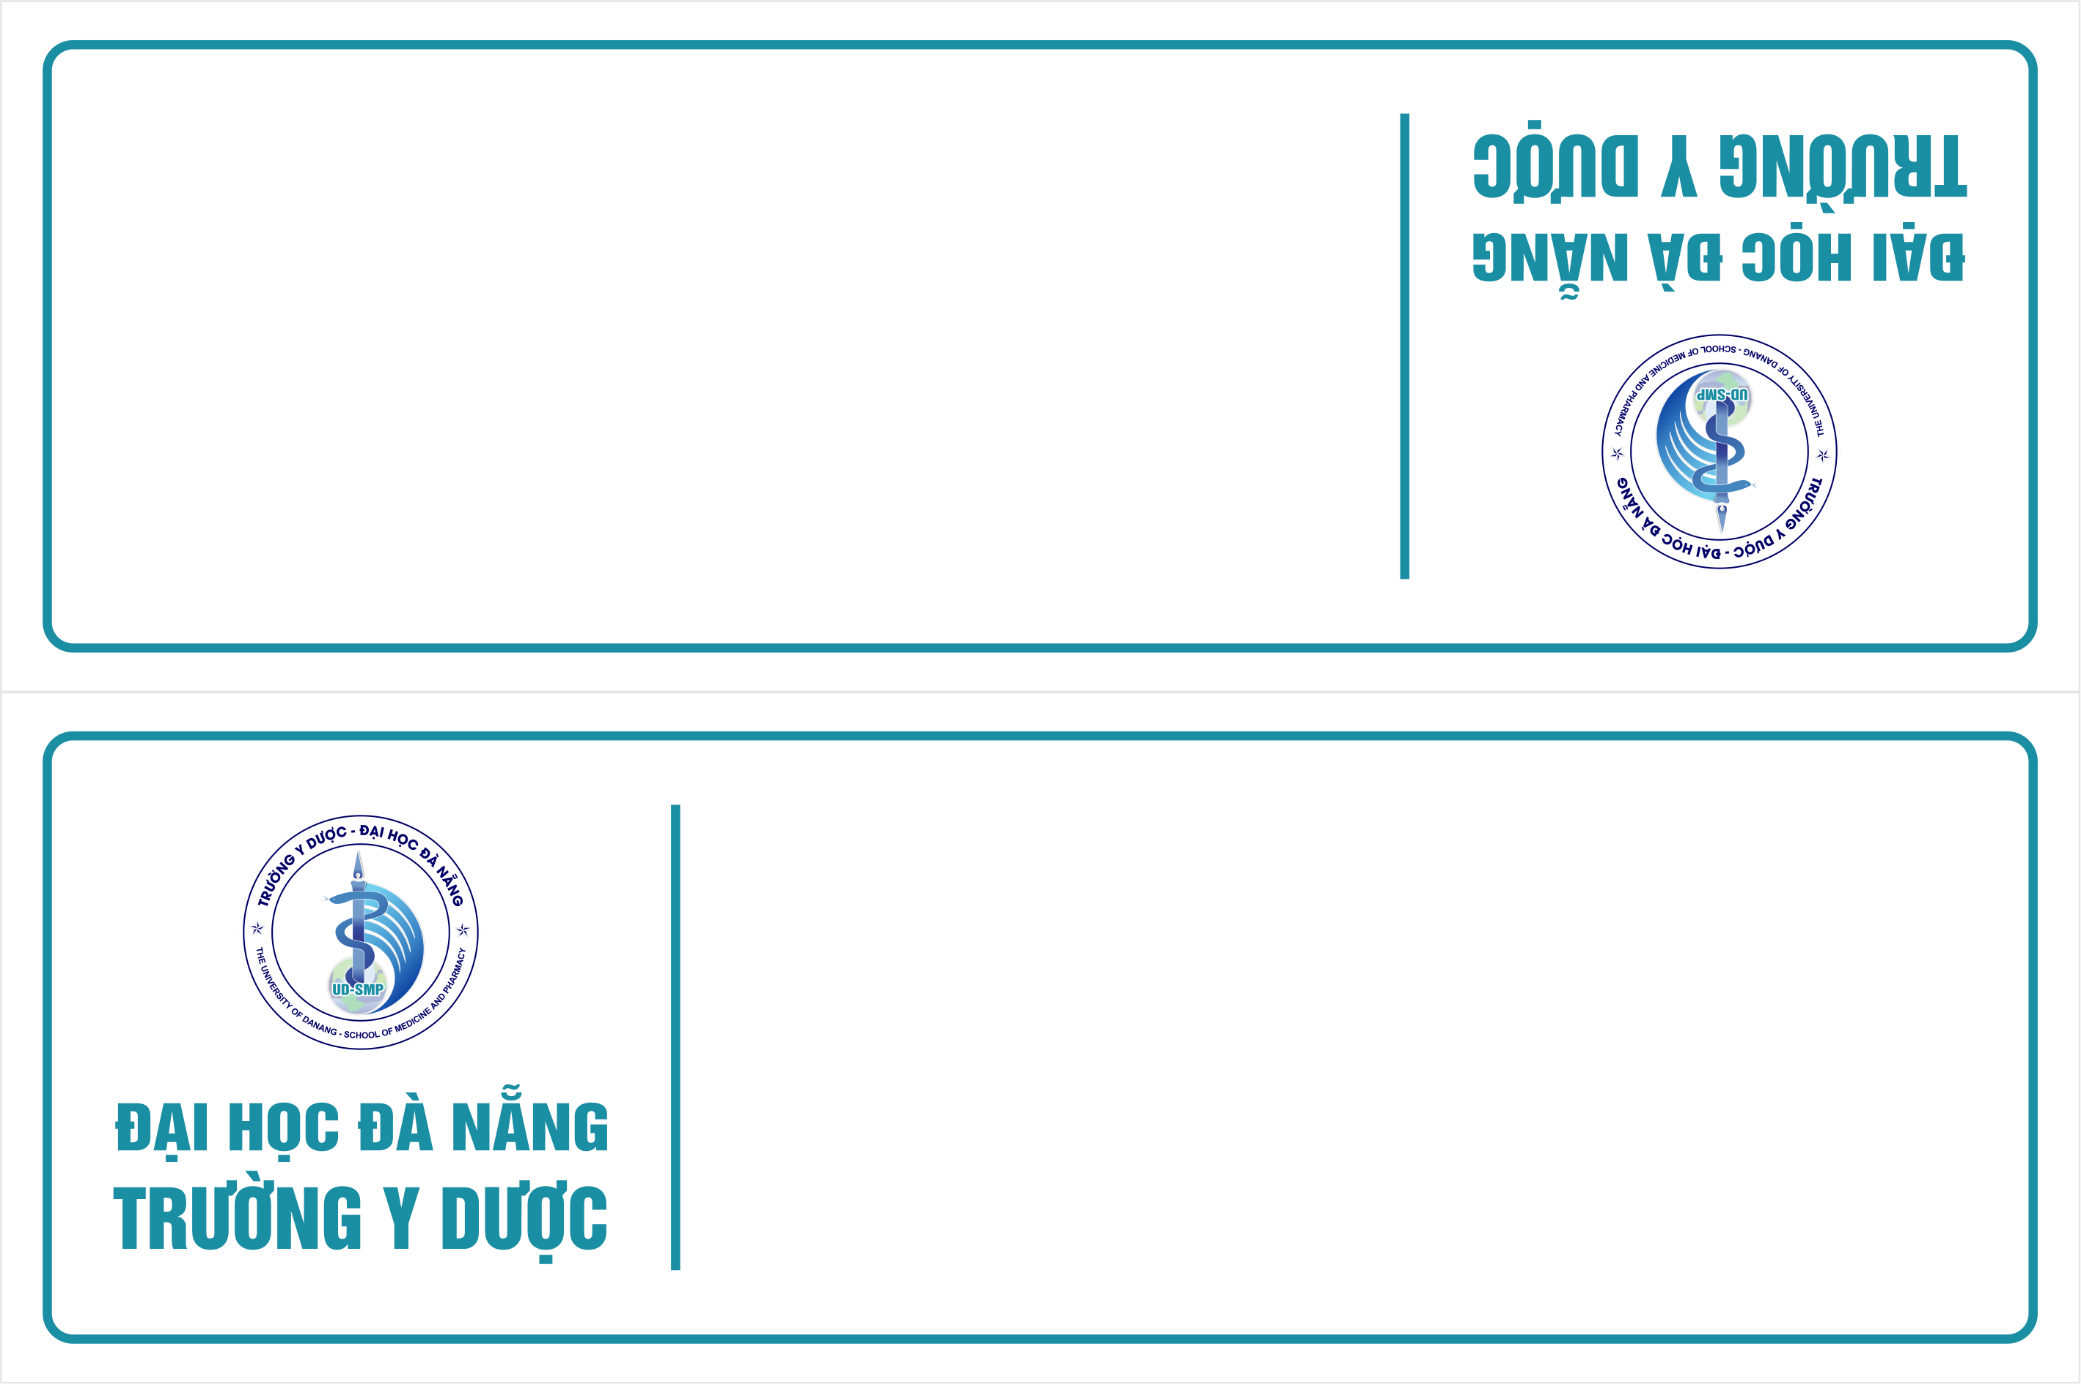 TRƯỜNG Y DƯỢC
ĐẠI HỌC ĐÀ NẴNG
UD-SMP
THE UNIVERSITY OF DANANG - SCHOOL OF MEDICINE AND PHARMACY
TRƯỜNG Y DƯỢC - ĐẠI HỌC ĐÀ NẴNG
TRƯỜNG Y DƯỢC - ĐẠI HỌC ĐÀ NẴNG
UD-SMP
THE UNIVERSITY OF DANANG - SCHOOL OF MEDICINE AND PHARMACY
ĐẠI HỌC ĐÀ NẴNG
TRƯỜNG Y DƯỢC